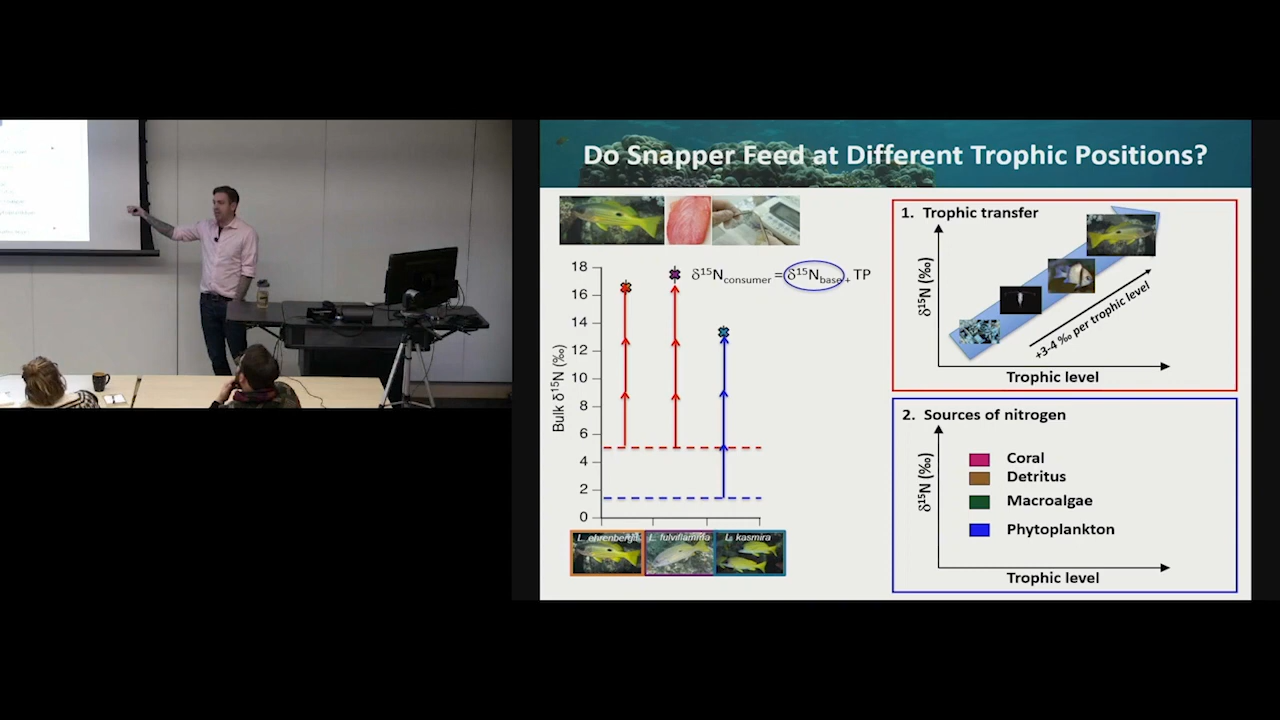 Do Snapper Feed at Different Trophic Positions?
δ15Nconsumer = δ15Nbase + TP
18
16
14
12
10
8
6
4
2
0
Bulk δ15N (‰)
L. ehrenbergii
L. fulviflamma
L. kasmira
1. Trophic transfer
δ15N (‰)
+3-4 ‰ per trophic level
Trophic level
2. Sources of nitrogen
δ15N (‰)
Coral
Detritus
Macroalgae
Phytoplankton
Trophic level